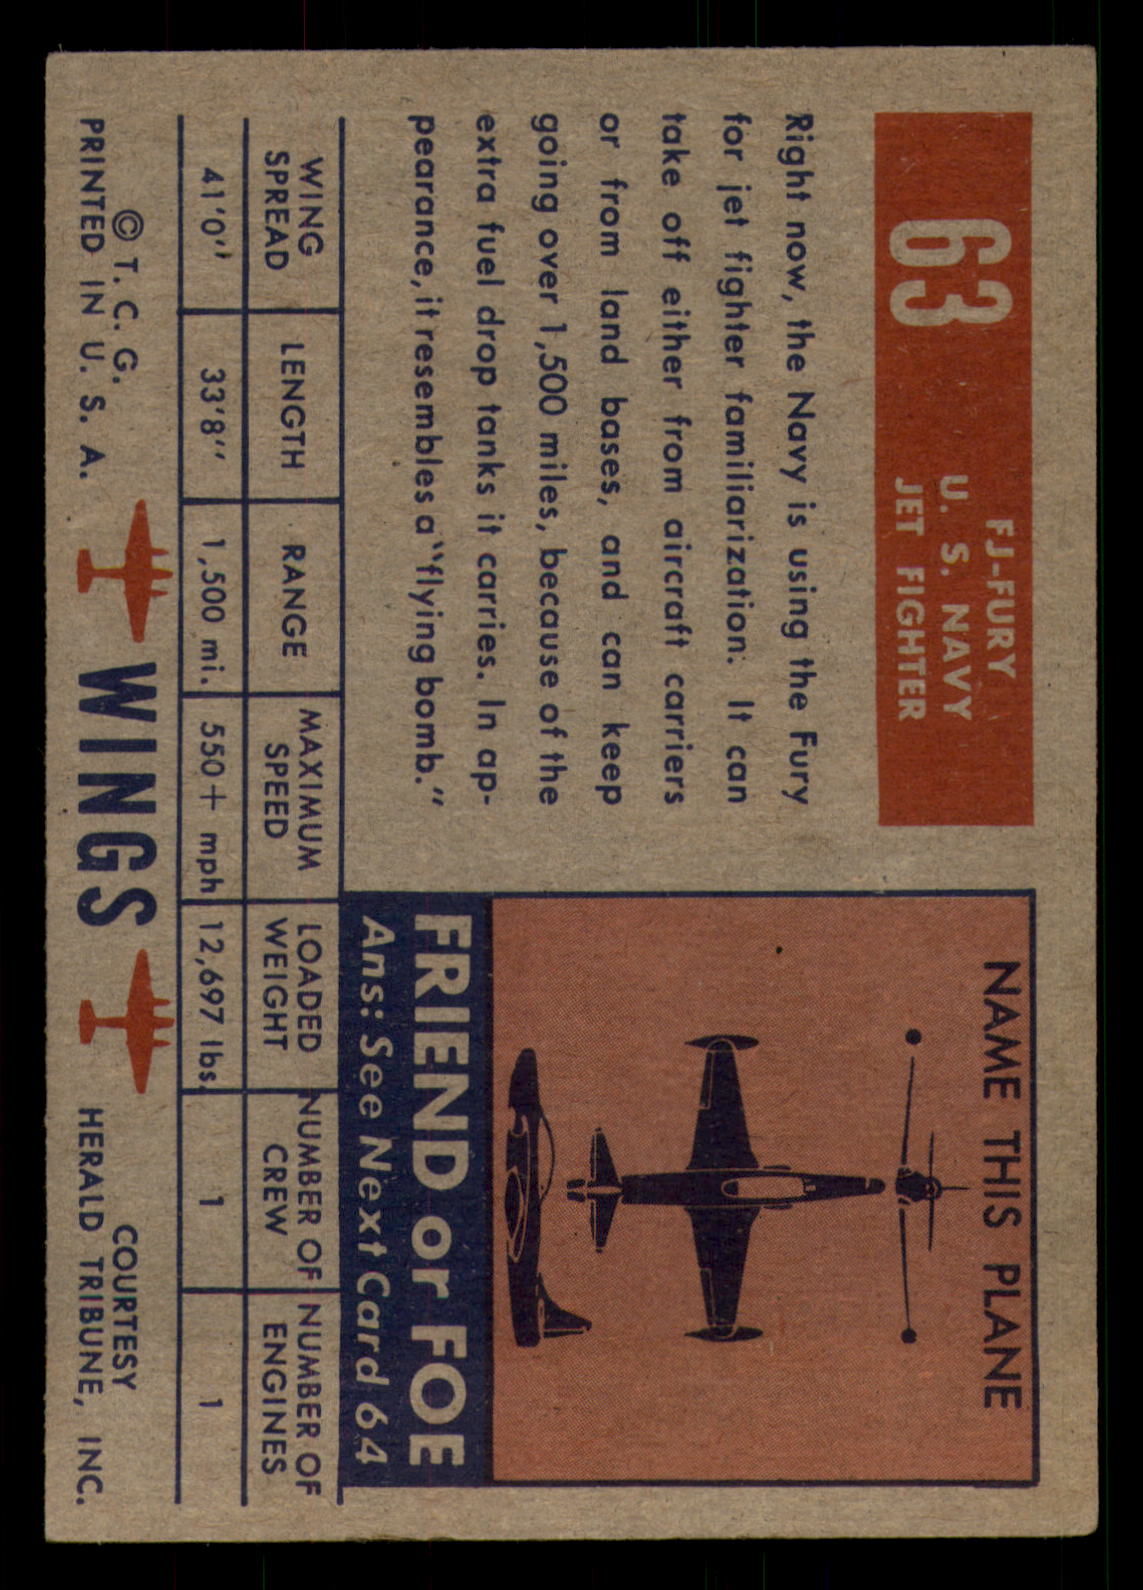 63
FJ-FURY
U. S. NAVY
JET FIGHTER
Right now, the Navy is using the Fury
for jet fighter familiarization. It can
take off either from aircraft carriers
or from land bases, and can keep
going over 1,500 miles, because of the
extra fuel drop tanks it carries. In ap-
pearance, it resembles a "flying bomb."
NAME THIS PLANE
FRIEND or FOE
Ans: See Next Card 64
WING SPREAD
LENGTH
RANGE
MAXIMUM SPEED
LOADED WEIGHT
NUMBER OF CREW
NUMBER OF ENGINES
41'0"
33'8"
1,500 mi.
550+ mph
12,697 lbs.
1
1
© T. C. G.
PRINTED IN U. S. A.
WINGS
COURTESY
HERALD TRIBUNE, INC.